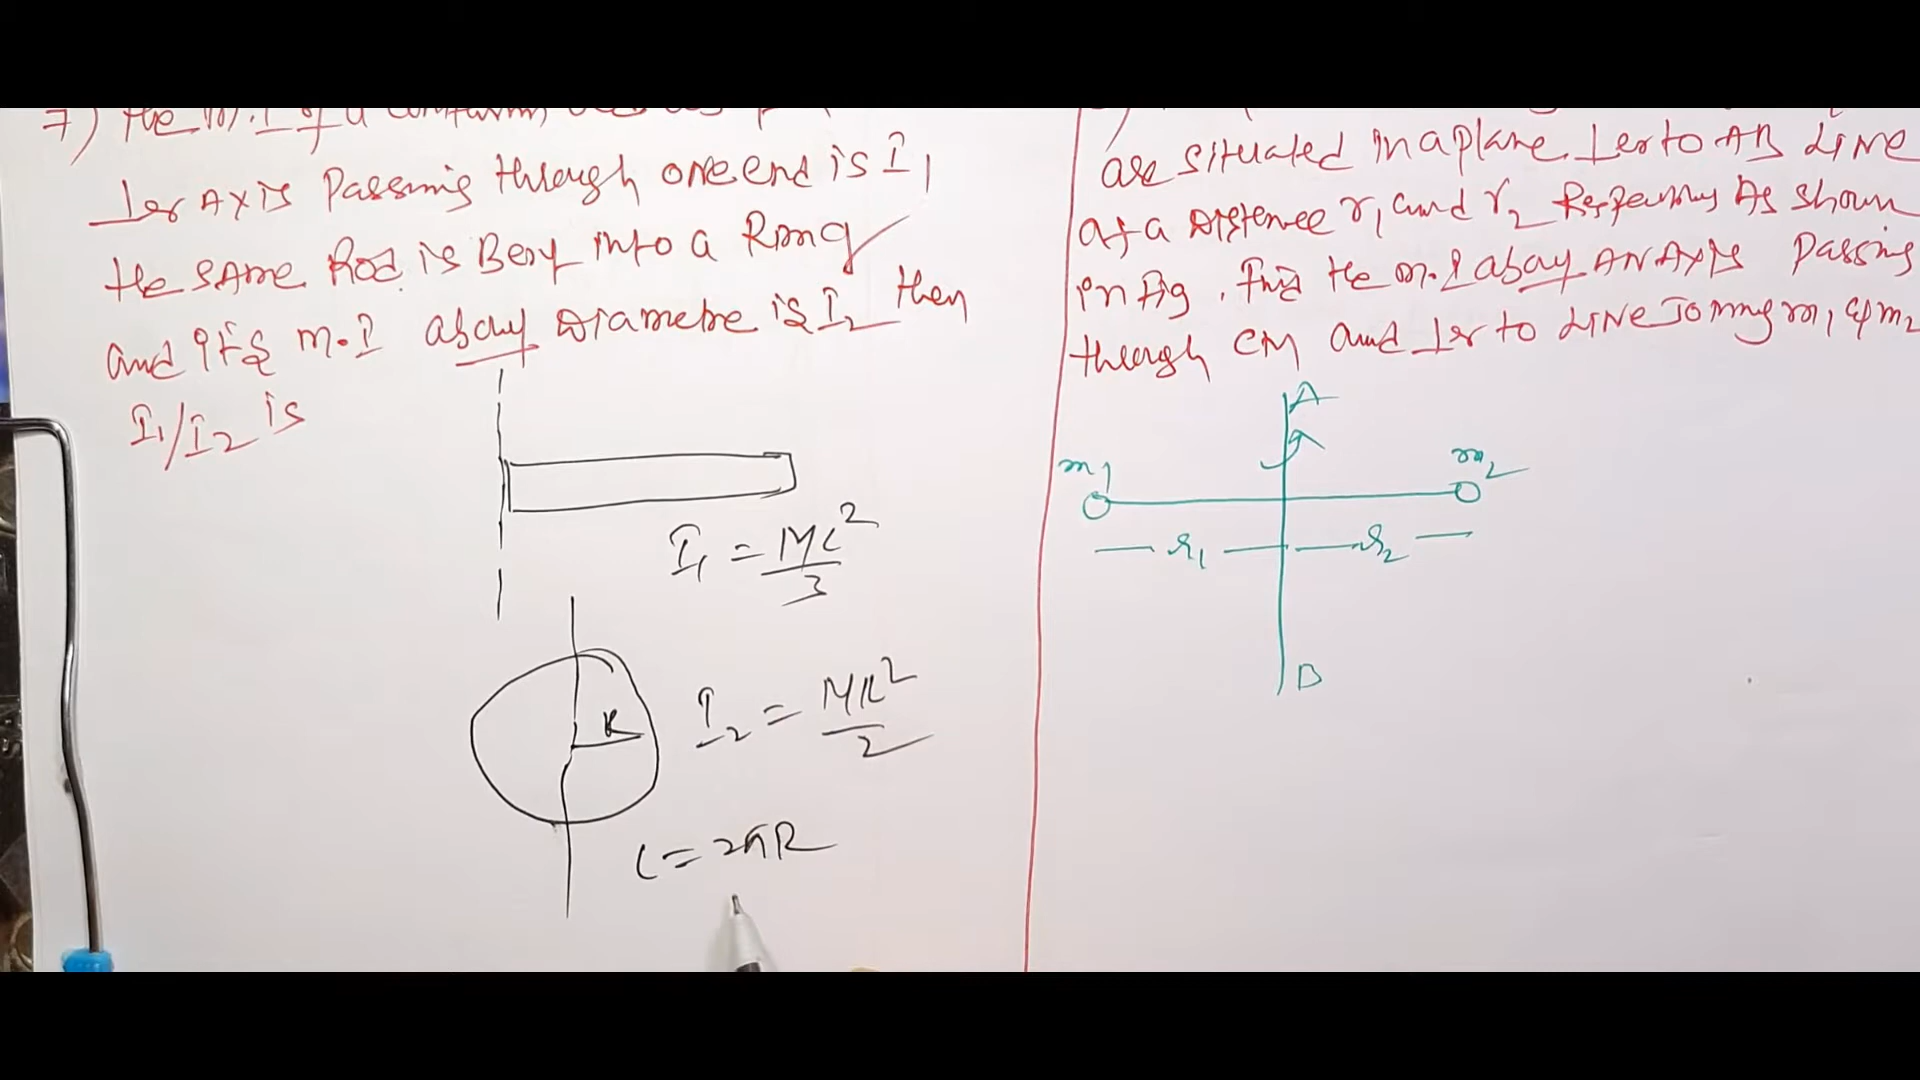 7) the M.I of a uniform
⊥er AXIS Passing through one end is I₁
the SAme Rod is Bent into a Ring
and its m.I about Diameter is I₂ then
I₁/I₂ is
I₁ = ML²/3
R
I₂ = MR²/2
L = 2πR
are situated in a plane ⊥er to AB LINE
at a distence r₁ and r₂ Respectively As shown
in Fig. Find the m.I about AN AXIS Passing
through CM and ⊥er to LINE Joining m₁ & m₂
A
m₁ m₂
r₁ r₂
B